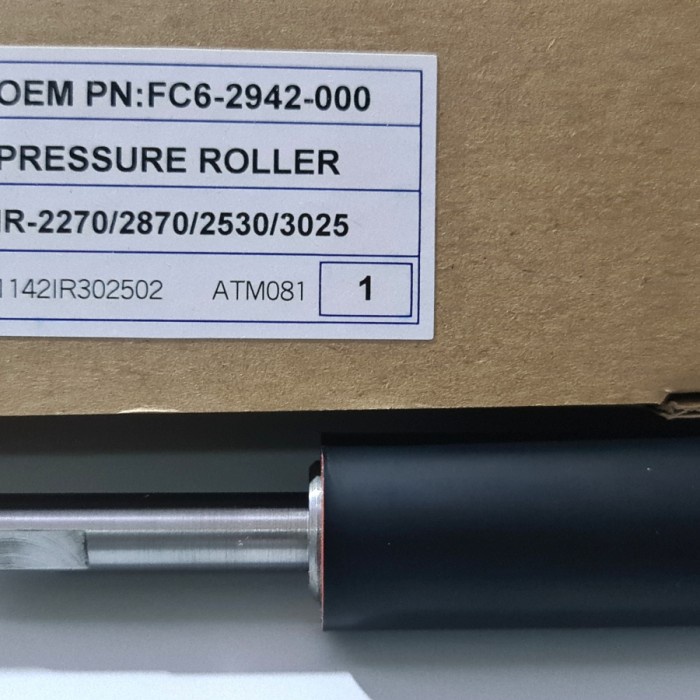 OEM PN:FC6-2942-000
PRESSURE ROLLER
IR-2270/2870/2530/3025
1142IR302502 ATM081 1